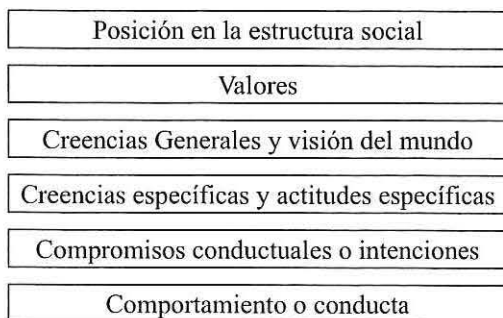 Posición en la estructura social
Valores
Creencias Generales y visión del mundo
Creencias específicas y actitudes específicas
Compromisos conductuales o intenciones
Comportamiento o conducta